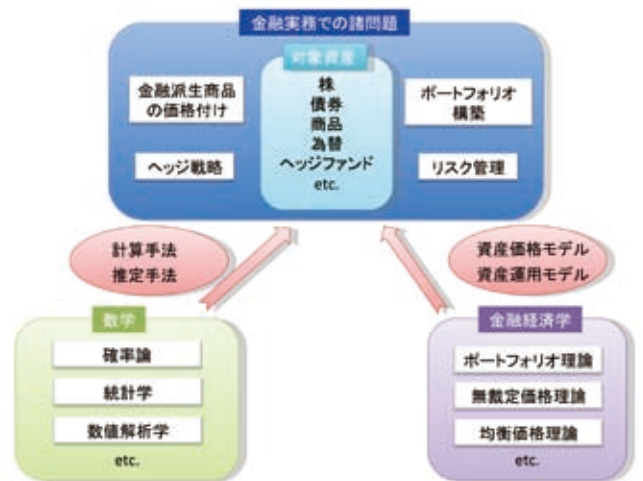 金融実務での諸問題
対象資産
金融派生商品
の価格付け
ヘッジ戦略
株
債券
商品
為替
ヘッジファンド
etc.
ポートフォリオ
構築
リスク管理
計算手法
推定手法
資産価格モデル
資産運用モデル
数学
確率論
統計学
数値解析学
etc.
金融経済学
ポートフォリオ理論
無裁定価格理論
均衡価格理論
etc.